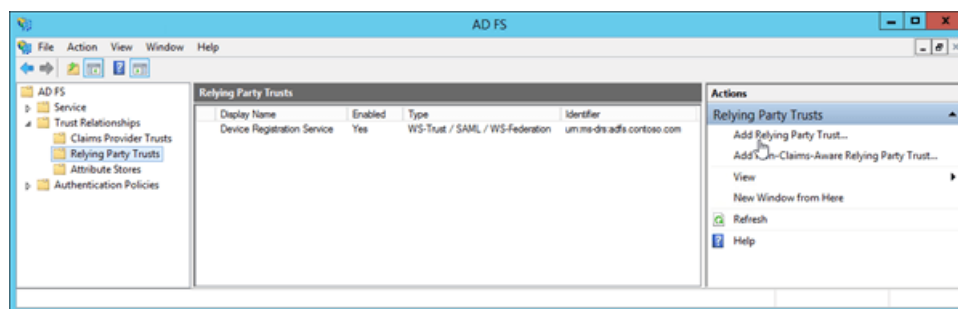 AD FS
File Action View Window Help
AD FS
Service
Trust Relationships
Claims Provider Trusts
Relying Party Trusts
Attribute Stores
Authentication Policies
Relying Party Trusts
Display Name Enabled Type Identifier
Device Registration Service Yes WS-Trust / SAML / WS-Federation urn:ms-drs:adfs.contoso.com
Actions
Relying Party Trusts
Add Relying Party Trust...
Add Non-Claims-Aware Relying Party Trust...
View
New Window from Here
Refresh
Help